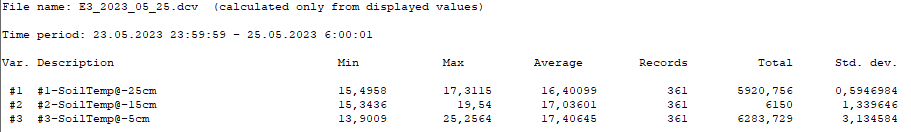 File name: E3_2023_05_25.dcv (calculated only from displayed values)
Time period: 23.05.2023 23:59:59 - 25.05.2023 6:00:01
Var. Description Min Max Average Records Total Std. dev.
#1 #1-SoilTemp@-25cm 15,4958 17,3115 16,40099 361 5920,756 0,5946984
#2 #2-SoilTemp@-15cm 15,3436 19,54 17,03601 361 6150 1,339646
#3 #3-SoilTemp@-5cm 13,9009 25,2564 17,40645 361 6283,729 3,134584